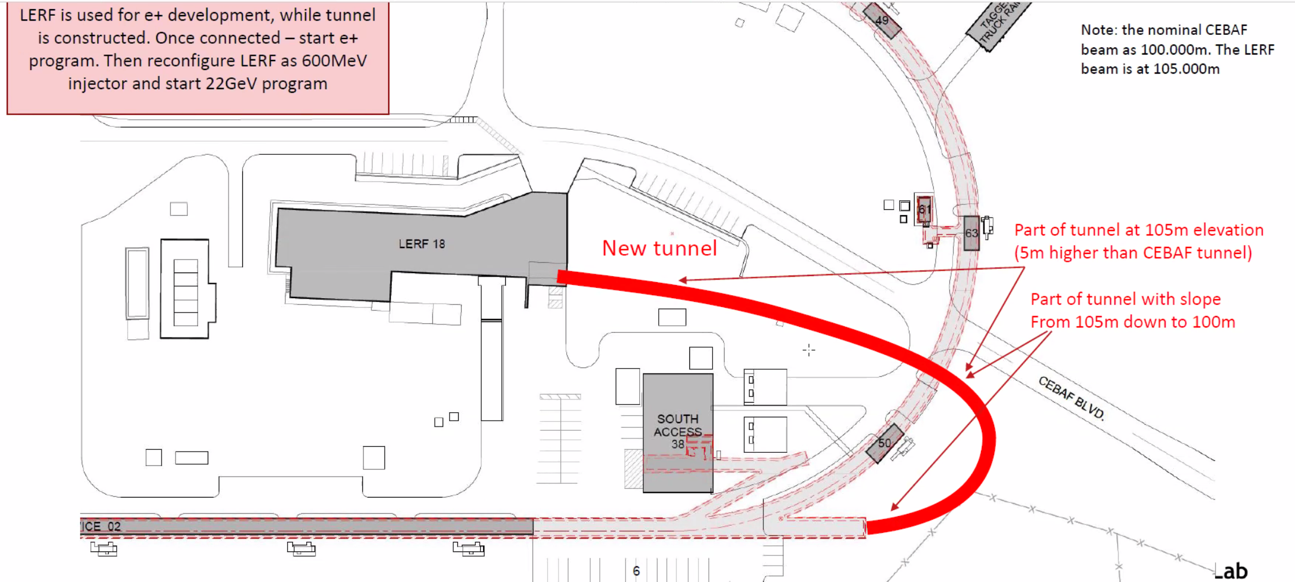 LERF is used for e+ development, while tunnel
is constructed. Once connected – start e+
program. Then reconfigure LERF as 600MeV
injector and start 22GeV program
49
Note: the nominal CEBAF
beam as 100.000m. The LERF
beam is at 105.000m
61
63
LERF 18
New tunnel
Part of tunnel at 105m elevation
(5m higher than CEBAF tunnel)
Part of tunnel with slope
From 105m down to 100m
CEBAF BLVD.
SOUTH
ACCESS
38
50
ICE 02
6
Lab